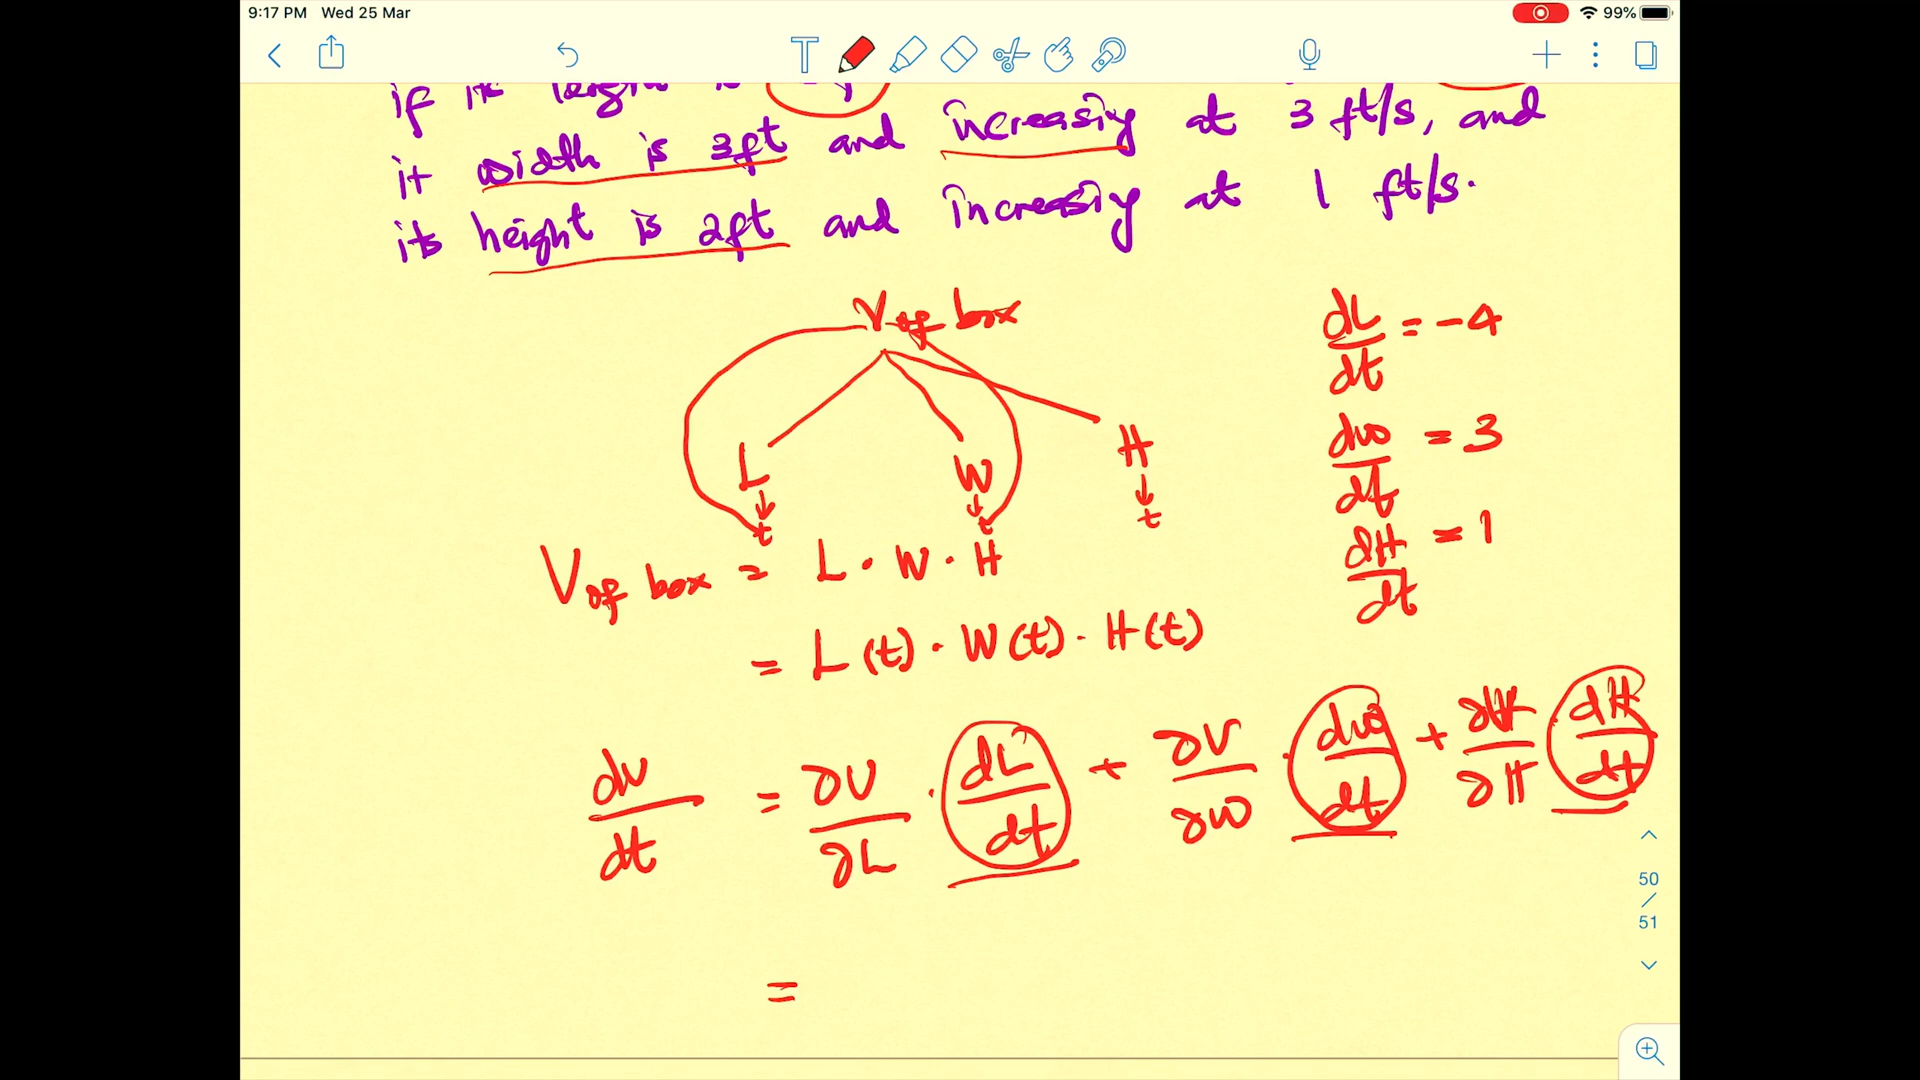 9:17 PM Wed 25 Mar 99%
T
if its length is
it width is 3ft and increasing at 3 ft/s, and
its height is 2ft and increasing at 1 ft/s.
V of box
L W H
t t t
dL/dt = -4
dw/dt = 3
dH/dt = 1
V of box = L · W · H
= L(t) · W(t) · H(t)
dv/dt = ∂V/∂L · dL/dt + ∂V/∂w · dw/dt + ∂V/∂H dH/dt
=
50
/
51